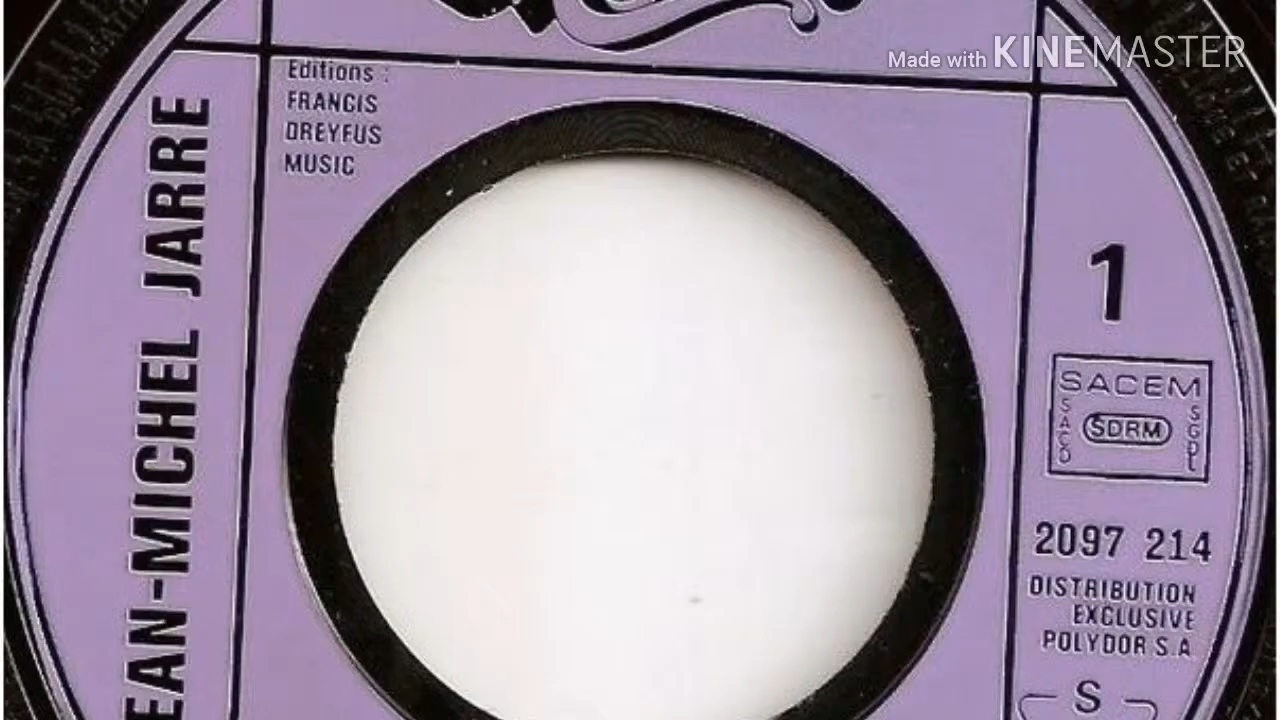 Made with KINEMASTER
Editions :
FRANCIS
DREYFUS
MUSIC
EAN-MICHEL JARRE
1
SACEM
SACD
SDRM
SGDL
2097 214
DISTRIBUTION
EXCLUSIVE
POLYDOR S.A
S